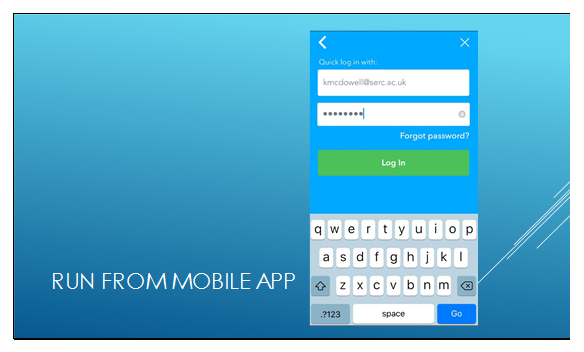 Quick log in with:
kmcdowell@serc.ac.uk
••••••••
Forgot password?
Log in
q w e r t y u i o p
a s d f g h j k l
z x c v b n m
.?123 space Go
RUN FROM MOBILE APP